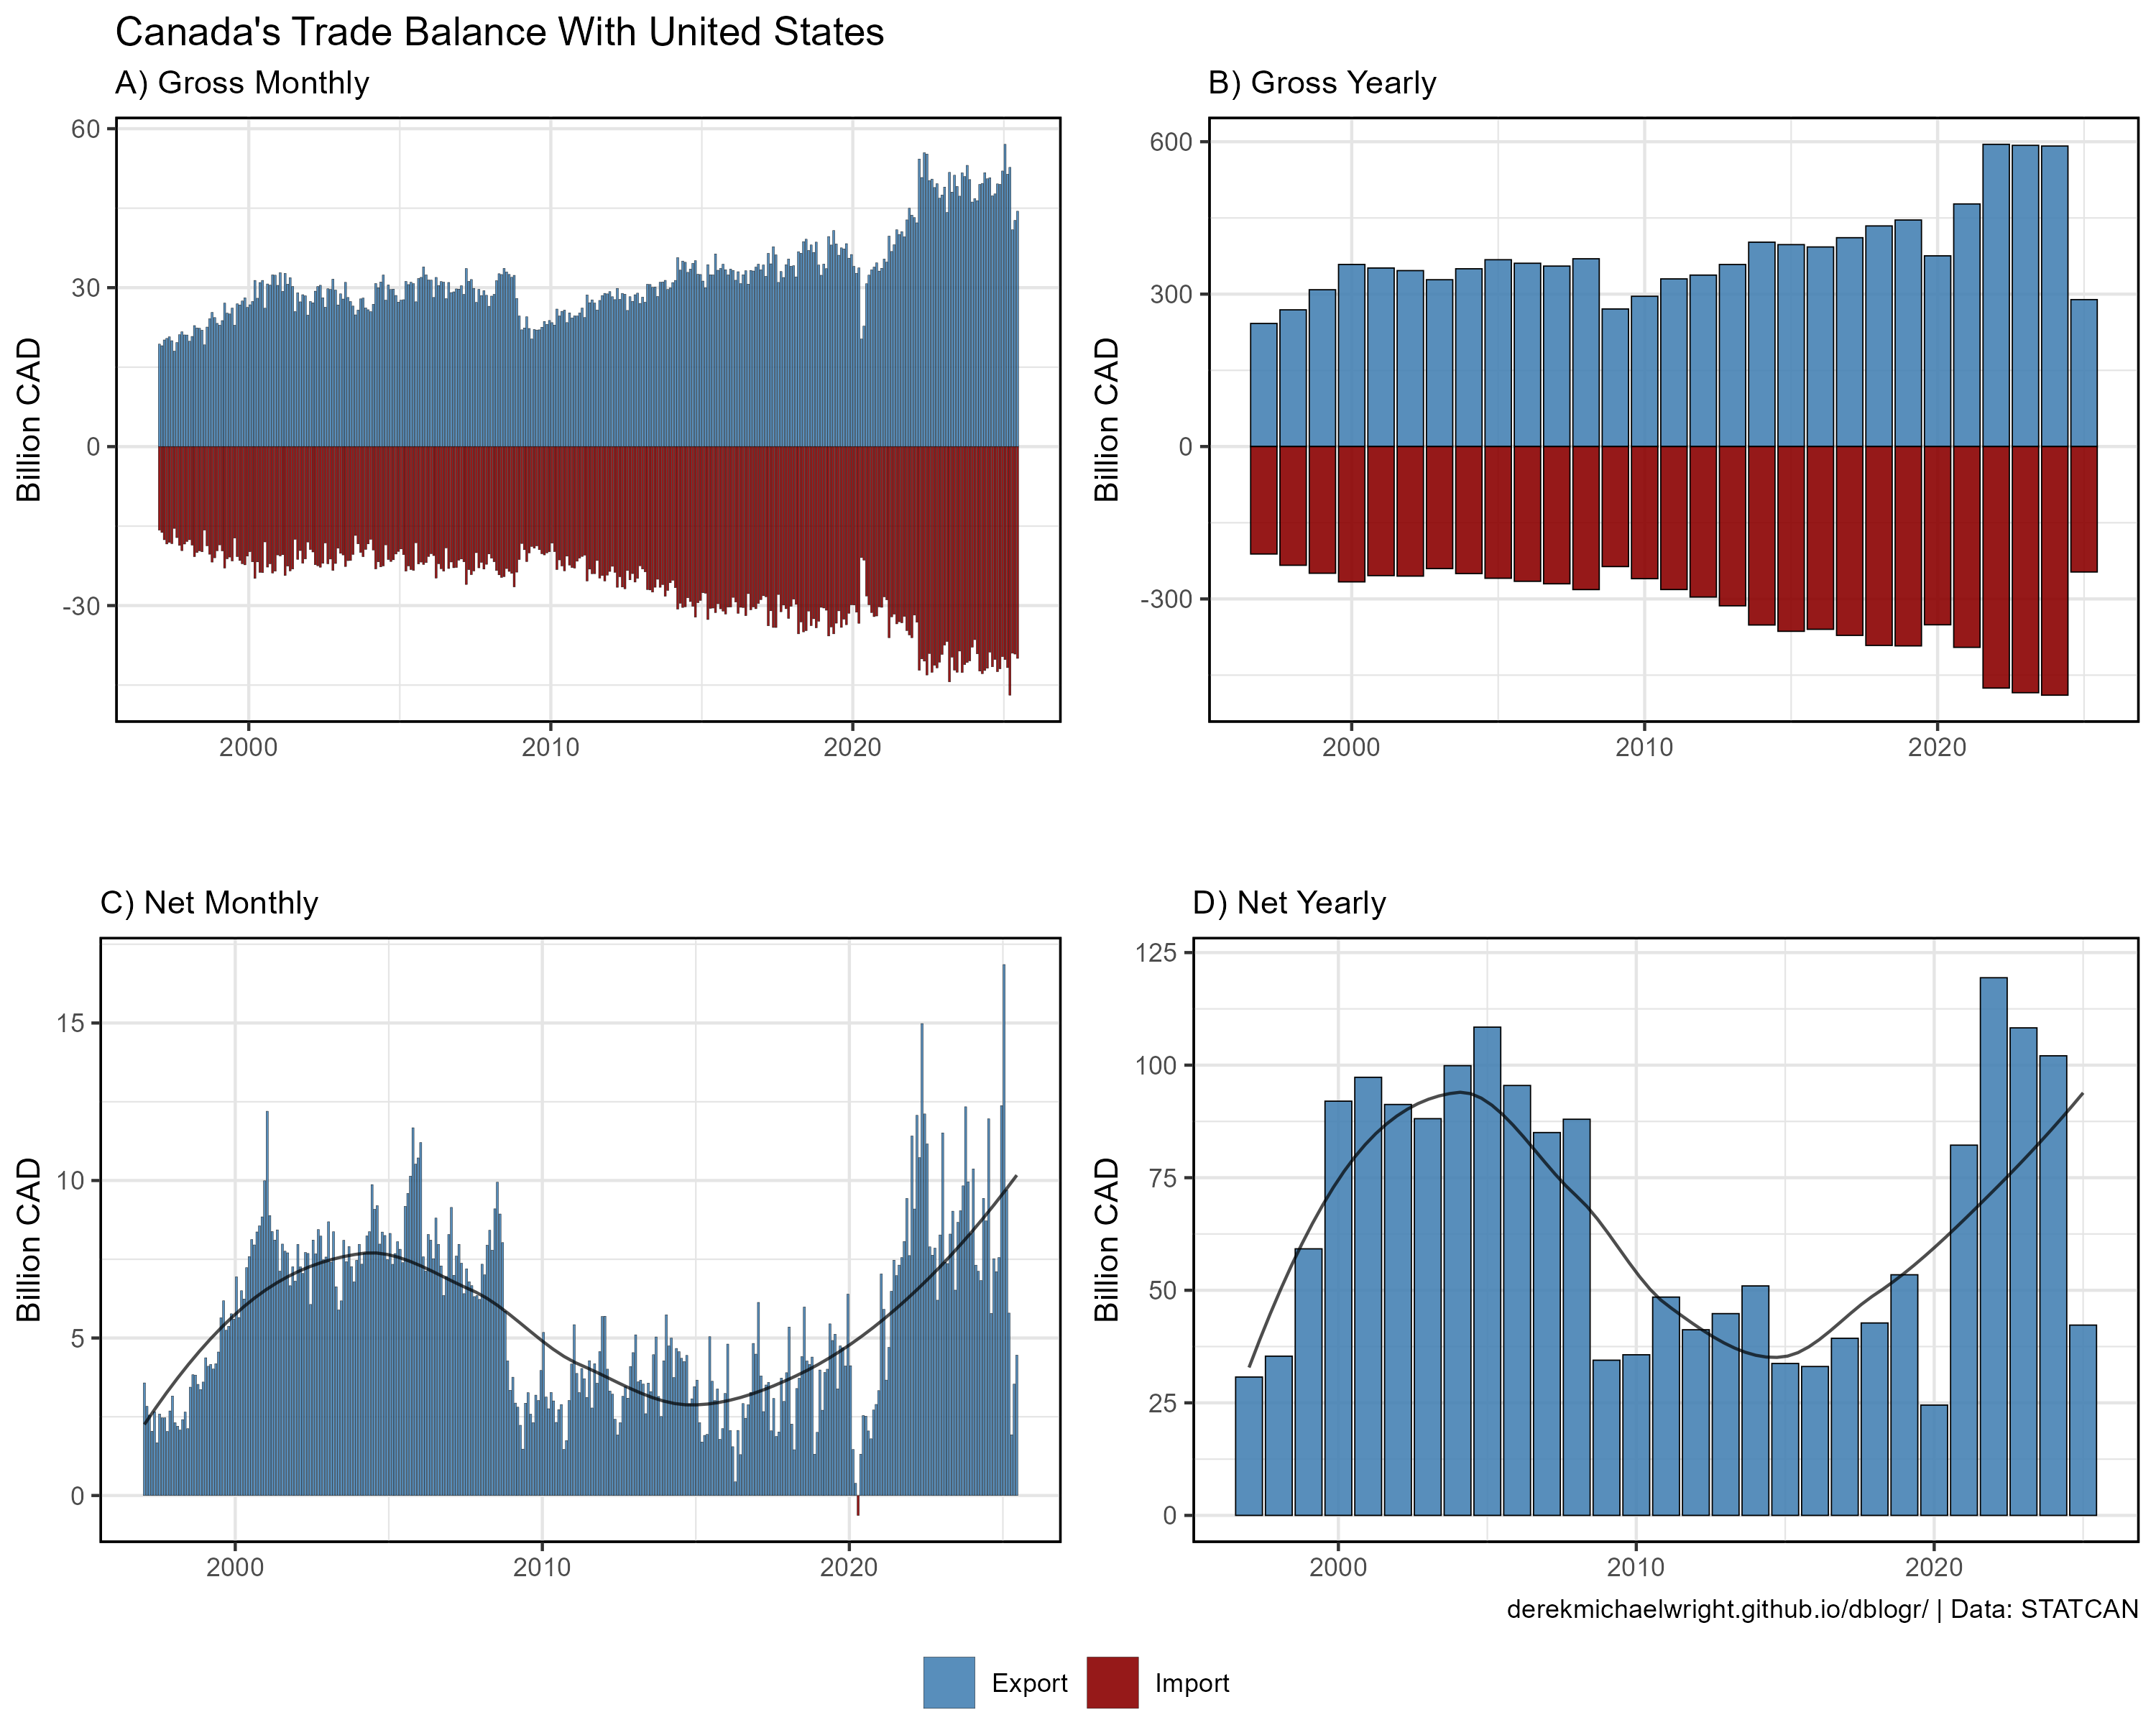 Canada's Trade Balance With United States
A) Gross Monthly
60
30
0
-30
Billion CAD
2000 2010 2020
B) Gross Yearly
600
300
0
-300
Billion CAD
2000 2010 2020
C) Net Monthly
15
10
5
0
Billion CAD
2000 2010 2020
D) Net Yearly
125
100
75
50
25
0
Billion CAD
2000 2010 2020
derekmichaelwright.github.io/dblogr/ | Data: STATCAN
Export Import